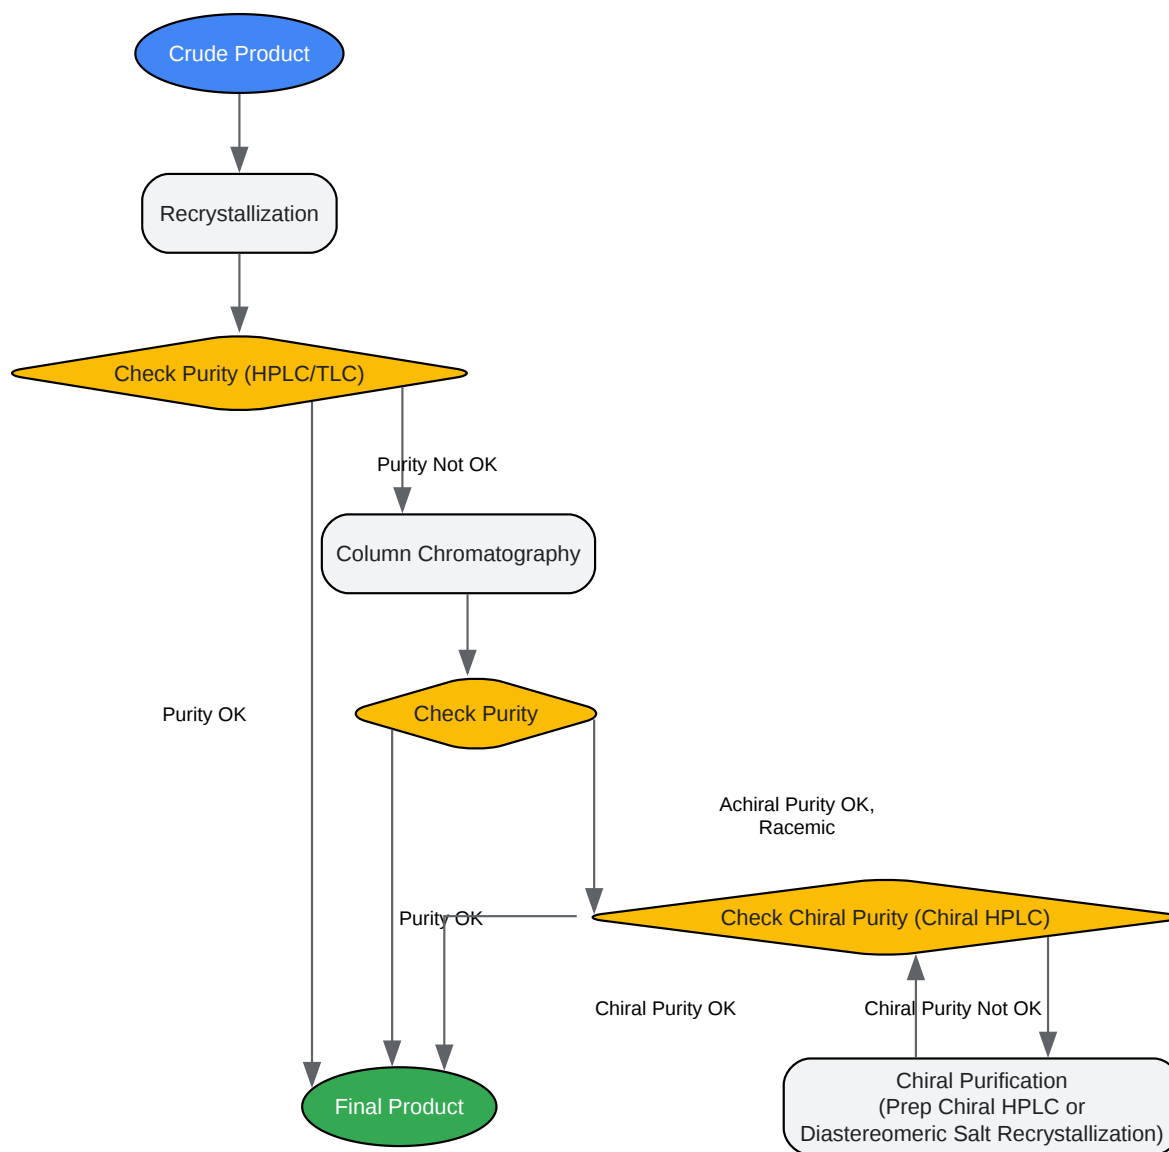 Crude Product
Recrystallization
Check Purity (HPLC/TLC)
Purity Not OK
Column Chromatography
Purity OK
Check Purity
Achiral Purity OK,
Racemic
Purity OK
Check Chiral Purity (Chiral HPLC)
Chiral Purity OK
Chiral Purity Not OK
Chiral Purification
(Prep Chiral HPLC or
Diastereomeric Salt Recrystallization)
Final Product